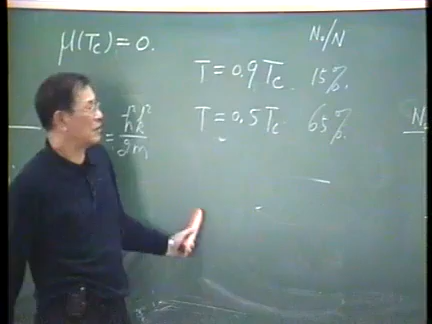 μ(T_c) = 0.
N₀/N
T = 0.9 T_c 15%.
T = 0.5 T_c 65%.
= ħ²k²/2m
N